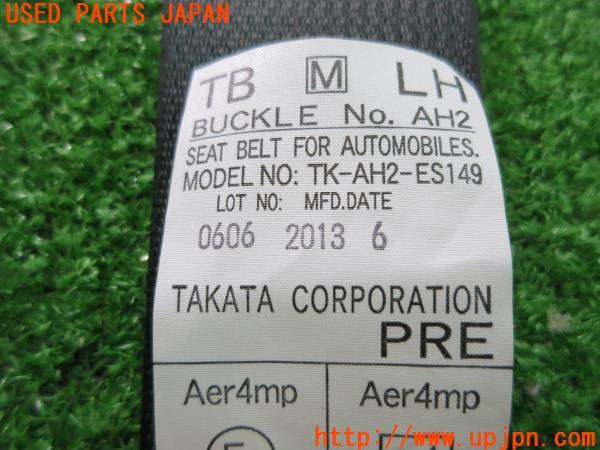 USED PARTS JAPAN
TB M LH
BUCKLE No. AH2
SEAT BELT FOR AUTOMOBILES.
MODEL NO: TK-AH2-ES149
LOT NO: MFD.DATE
0606 2013 6
TAKATA CORPORATION
PRE
Aer4mp Aer4mp
http://www.upjpn.com/